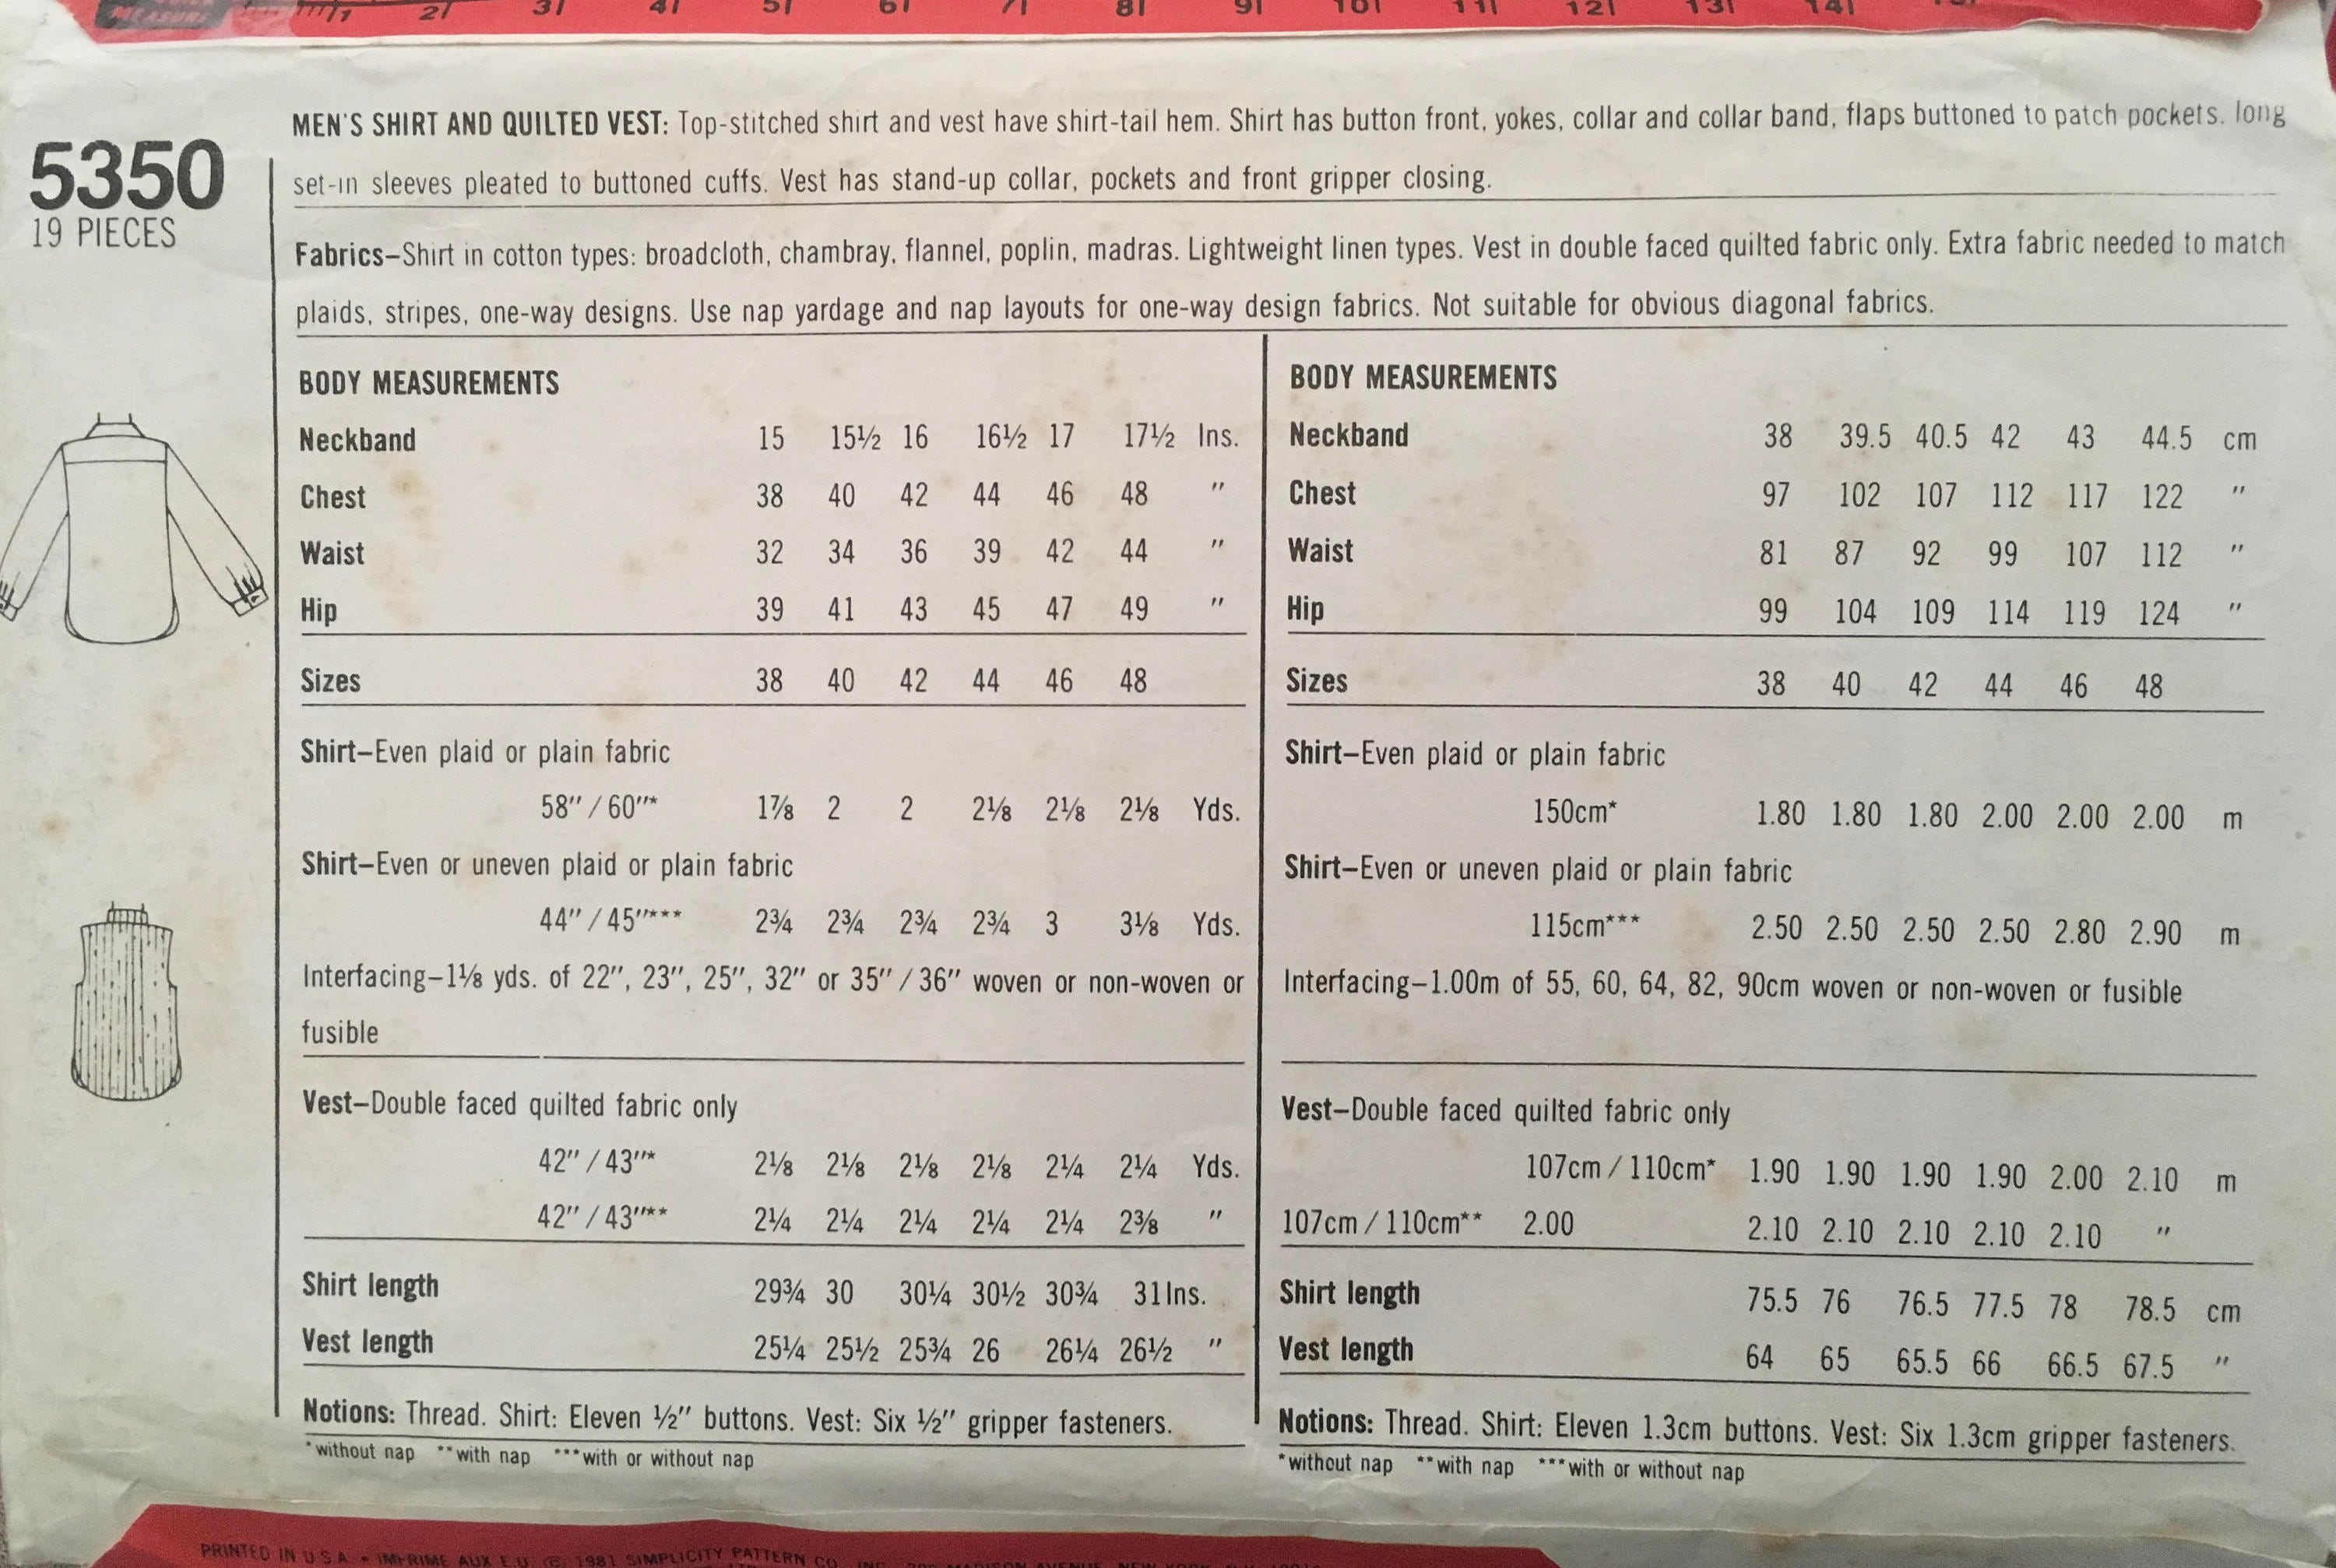 MEASURE 1 2 3 4 5 6 7 8 9 10 11 12 13 14
5350
19 PIECES
MEN'S SHIRT AND QUILTED VEST: Top-stitched shirt and vest have shirt-tail hem. Shirt has button front, yokes, collar and collar band, flaps buttoned to patch pockets. long
set-in sleeves pleated to buttoned cuffs. Vest has stand-up collar, pockets and front gripper closing.
Fabrics–Shirt in cotton types: broadcloth, chambray, flannel, poplin, madras. Lightweight linen types. Vest in double faced quilted fabric only. Extra fabric needed to match
plaids, stripes, one-way designs. Use nap yardage and nap layouts for one-way design fabrics. Not suitable for obvious diagonal fabrics.
BODY MEASUREMENTS
Neckband 15 15½ 16 16½ 17 17½ Ins.
Chest 38 40 42 44 46 48 "
Waist 32 34 36 39 42 44 "
Hip 39 41 43 45 47 49 "
Sizes 38 40 42 44 46 48
Shirt–Even plaid or plain fabric
58" / 60"* 1⅞ 2 2 2⅛ 2⅛ 2⅛ Yds.
Shirt–Even or uneven plaid or plain fabric
44" / 45"*** 2¾ 2¾ 2¾ 2¾ 3 3⅛ Yds.
Interfacing–1⅛ yds. of 22", 23", 25", 32" or 35" / 36" woven or non-woven or
fusible
Vest–Double faced quilted fabric only
42" / 43"* 2⅛ 2⅛ 2⅛ 2⅛ 2¼ 2¼ Yds.
42" / 43"** 2¼ 2¼ 2¼ 2¼ 2¼ 2⅜ "
Shirt length 29¾ 30 30¼ 30½ 30¾ 31 Ins.
Vest length 25¼ 25½ 25¾ 26 26¼ 26½ "
Notions: Thread. Shirt: Eleven ½" buttons. Vest: Six ½" gripper fasteners.
*without nap **with nap ***with or without nap
BODY MEASUREMENTS
Neckband 38 39.5 40.5 42 43 44.5 cm
Chest 97 102 107 112 117 122 "
Waist 81 87 92 99 107 112 "
Hip 99 104 109 114 119 124 "
Sizes 38 40 42 44 46 48
Shirt–Even plaid or plain fabric
150cm* 1.80 1.80 1.80 2.00 2.00 2.00 m
Shirt–Even or uneven plaid or plain fabric
115cm*** 2.50 2.50 2.50 2.50 2.80 2.90 m
Interfacing–1.00m of 55, 60, 64, 82, 90cm woven or non-woven or fusible
Vest–Double faced quilted fabric only
107cm / 110cm* 1.90 1.90 1.90 1.90 2.00 2.10 m
107cm / 110cm** 2.00 2.10 2.10 2.10 2.10 2.10 "
Shirt length 75.5 76 76.5 77.5 78 78.5 cm
Vest length 64 65 65.5 66 66.5 67.5 "
Notions: Thread. Shirt: Eleven 1.3cm buttons. Vest: Six 1.3cm gripper fasteners.
*without nap **with nap ***with or without nap
PRINTED IN U.S.A. • IMPRIME AUX E.U. © 1981 SIMPLICITY PATTERN CO.